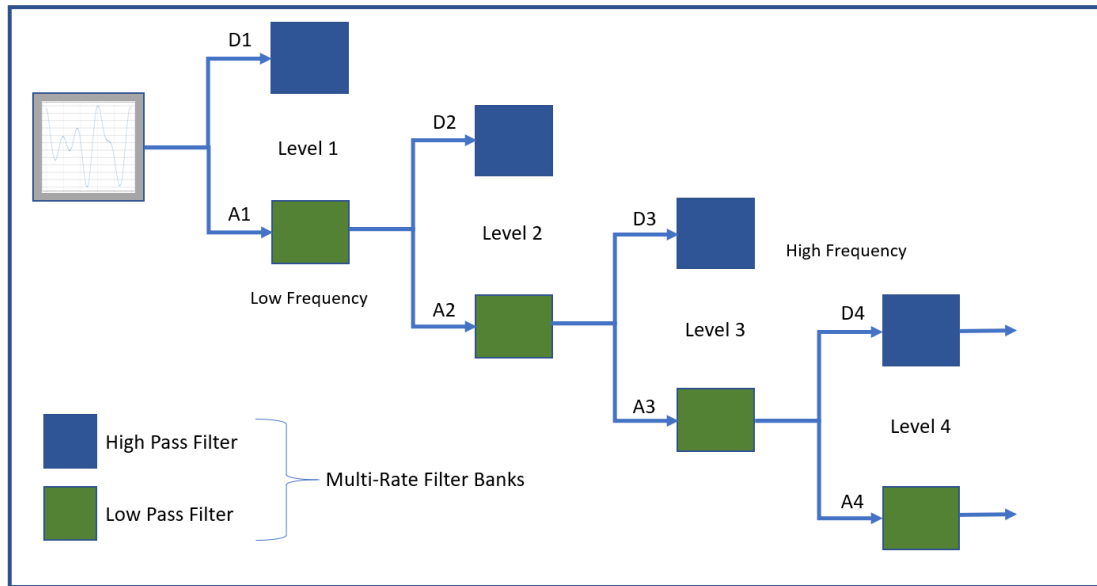 D1
Level 1
A1
Low Frequency
D2
Level 2
A2
D3
High Frequency
Level 3
A3
D4
Level 4
A4
High Pass Filter
Low Pass Filter
Multi-Rate Filter Banks